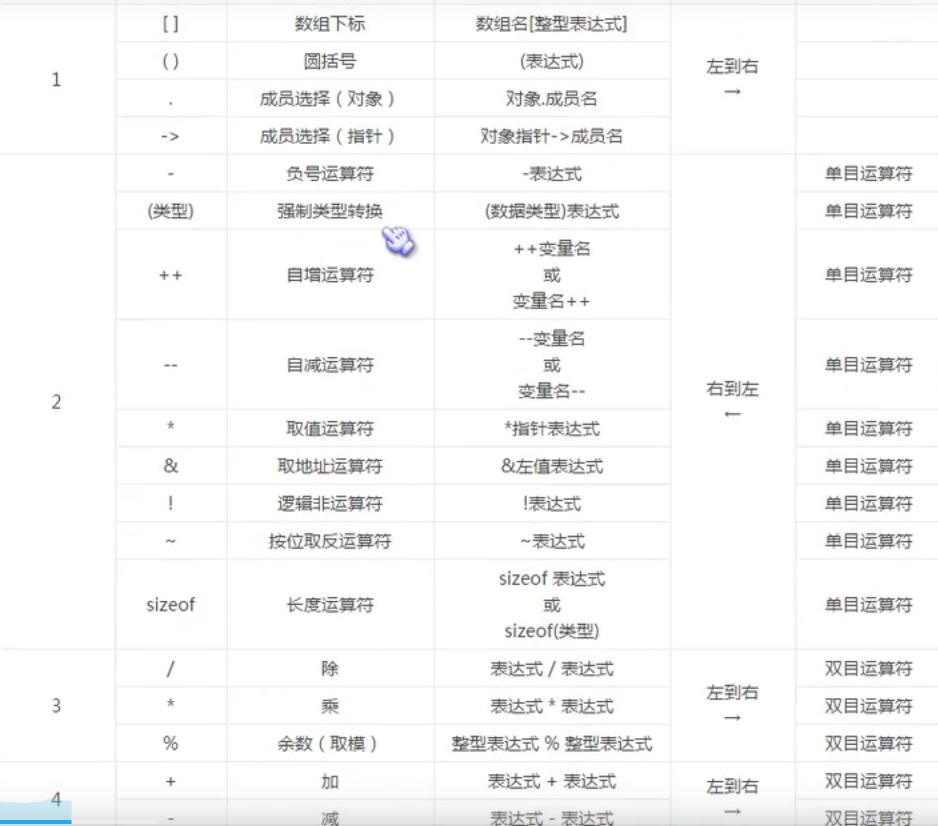 [ ] 数组下标 数组名[整型表达式]
( ) 圆括号 (表达式)
1 左到右
. 成员选择（对象） 对象.成员名
→
-> 成员选择（指针） 对象指针->成员名
- 负号运算符 -表达式 单目运算符
(类型) 强制类型转换 (数据类型)表达式 单目运算符
++变量名
++ 自增运算符 或 单目运算符
变量名++
--变量名
-- 自减运算符 或 单目运算符
变量名--
2 右到左
←
* 取值运算符 *指针表达式 单目运算符
& 取地址运算符 &左值表达式 单目运算符
! 逻辑非运算符 !表达式 单目运算符
~ 按位取反运算符 ~表达式 单目运算符
sizeof 表达式
sizeof 长度运算符 或 单目运算符
sizeof(类型)
/ 除 表达式 / 表达式 双目运算符
3 * 乘 表达式 * 表达式 左到右 双目运算符
→
% 余数（取模） 整型表达式 % 整型表达式 双目运算符
+ 加 表达式 + 表达式 左到右 双目运算符
4
→
- 减 表达式 - 表达式 双目运算符